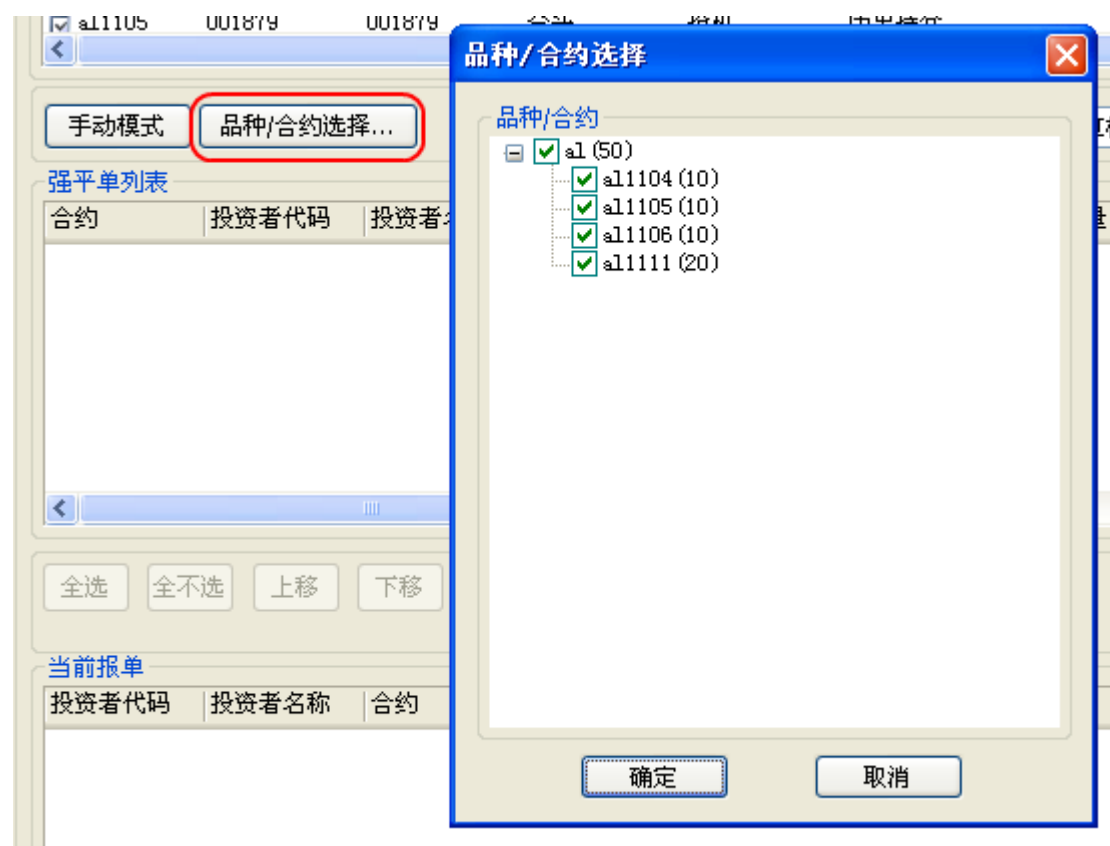 al1105 001879 001879
品种/合约选择
手动模式 品种/合约选择...
品种/合约
al(50)
al1104(10)
al1105(10)
al1106(10)
al1111(20)
强平单列表
合约 投资者代码 投资者
全选 全不选 上移 下移
当前报单
投资者代码 投资者名称 合约
确定 取消